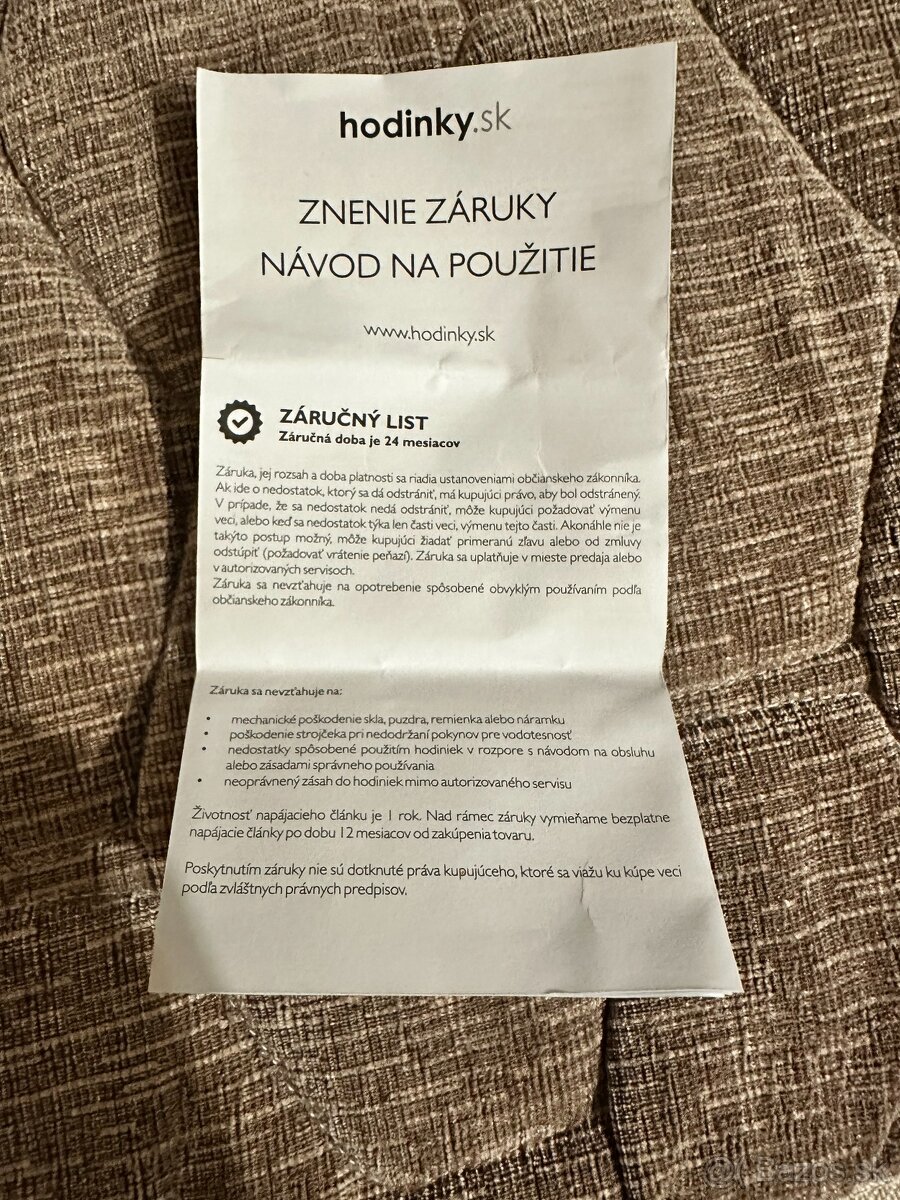 hodinky.sk
ZNENIE ZÁRUKY
NÁVOD NA POUŽITIE
www.hodinky.sk
ZÁRUČNÝ LIST
Záručná doba je 24 mesiacov
Záruka, jej rozsah a doba platnosti sa riadia ustanoveniami občianskeho zákonníka.
Ak ide o nedostatok, ktorý sa dá odstrániť, má kupujúci právo, aby bol odstránený.
V prípade, že sa nedostatok nedá odstrániť, môže kupujúci požadovať výmenu
veci, alebo keď sa nedostatok týka len časti veci, výmenu tejto časti. Akonáhle nie je
takýto postup možný, môže kupujúci žiadať primeranú zľavu alebo od zmluvy
odstúpiť (požadovať vrátenie peňazí). Záruka sa uplatňuje v mieste predaja alebo
v autorizovaných servisoch.
Záruka sa nevzťahuje na opotrebenie spôsobené obvyklým používaním podľa
občianskeho zákonníka.
Záruka sa nevzťahuje na:
• mechanické poškodenie skla, puzdra, remienka alebo náramku
• poškodenie strojčeka pri nedodržaní pokynov pre vodotesnosť
• nedostatky spôsobené použitím hodiniek v rozpore s návodom na obsluhu
alebo zásadami správneho používania
• neoprávnený zásah do hodiniek mimo autorizovaného servisu
Životnosť napájacieho článku je 1 rok. Nad rámec záruky vymieňame bezplatne
napájacie články po dobu 12 mesiacov od zakúpenia tovaru.
Poskytnutím záruky nie sú dotknuté práva kupujúceho, ktoré sa viažu ku kúpe veci
podľa zvláštnych právnych predpisov.
Bezos.sk